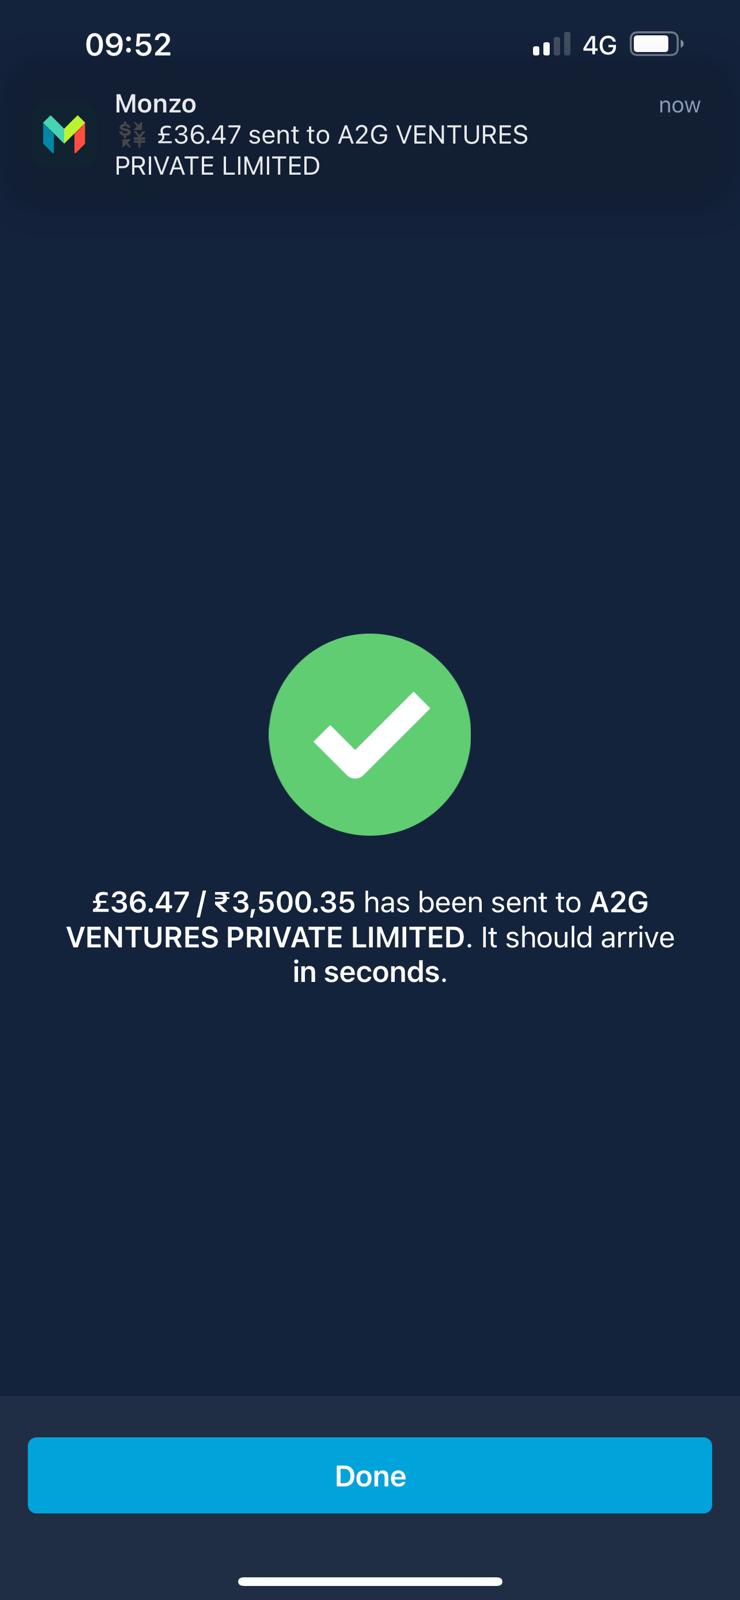 09:52
4G
Monzo
now
💱 £36.47 sent to A2G VENTURES
PRIVATE LIMITED
£36.47 / ₹3,500.35 has been sent to A2G
VENTURES PRIVATE LIMITED. It should arrive
in seconds.
Done